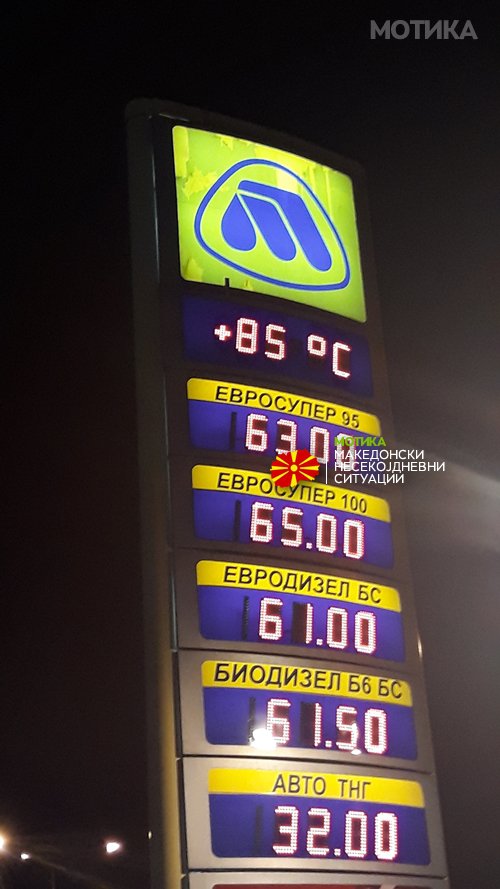 МОТИКА
+85 °C
ЕВРОСУПЕР 95
63.00
МОТИКА
МАКЕДОНСКИ
НЕСЕКОЈДНЕВНИ
СИТУАЦИИ
ЕВРОСУПЕР 100
65.00
ЕВРОДИЗЕЛ БС
61.00
БИОДИЗЕЛ Б6 БС
61.50
АВТО ТНГ
32.00